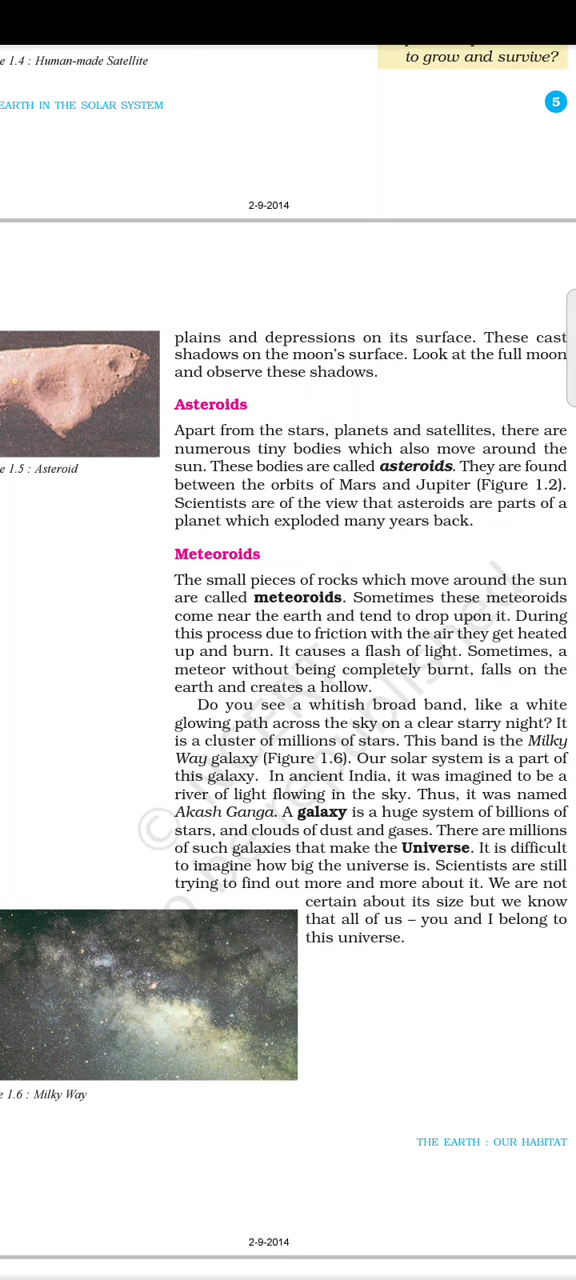 e 1.4 : Human-made Satellite
to grow and survive?
EARTH IN THE SOLAR SYSTEM
5
2-9-2014
plains and depressions on its surface. These cast
shadows on the moon's surface. Look at the full moon
and observe these shadows.
e 1.5 : Asteroid
Asteroids
Apart from the stars, planets and satellites, there are
numerous tiny bodies which also move around the
sun. These bodies are called asteroids. They are found
between the orbits of Mars and Jupiter (Figure 1.2).
Scientists are of the view that asteroids are parts of a
planet which exploded many years back.
Meteoroids
The small pieces of rocks which move around the sun
are called meteoroids. Sometimes these meteoroids
come near the earth and tend to drop upon it. During
this process due to friction with the air they get heated
up and burn. It causes a flash of light. Sometimes, a
meteor without being completely burnt, falls on the
earth and creates a hollow.
Do you see a whitish broad band, like a white
glowing path across the sky on a clear starry night? It
is a cluster of millions of stars. This band is the Milky
Way galaxy (Figure 1.6). Our solar system is a part of
this galaxy. In ancient India, it was imagined to be a
river of light flowing in the sky. Thus, it was named
Akash Ganga. A galaxy is a huge system of billions of
stars, and clouds of dust and gases. There are millions
of such galaxies that make the Universe. It is difficult
to imagine how big the universe is. Scientists are still
trying to find out more and more about it. We are not
certain about its size but we know
that all of us – you and I belong to
this universe.
e 1.6 : Milky Way
© NCERT
o be republished
THE EARTH : OUR HABITAT
2-9-2014